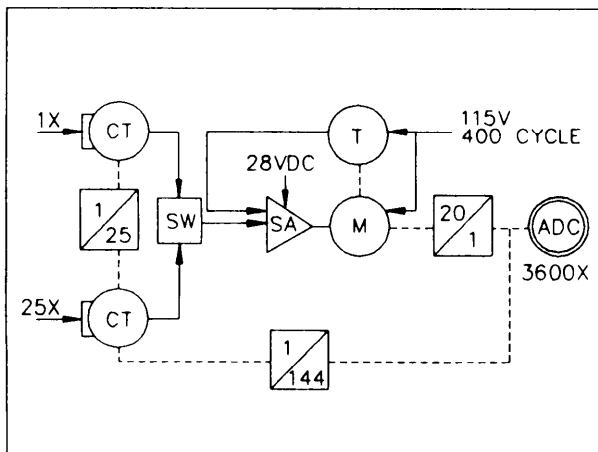 1X
CT
T
115V
400 CYCLE
28VDC
1
25
SW
SA
M
20
1
ADC
3600X
25X
CT
1
144